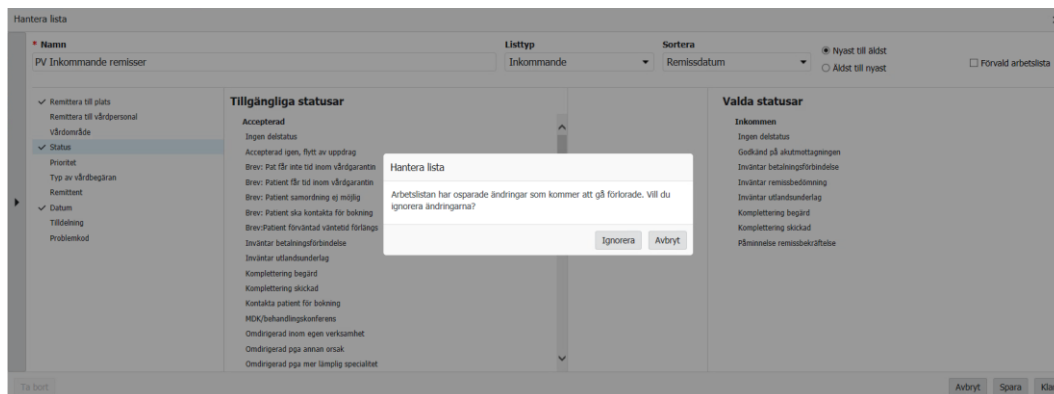 Hantera lista
* Namn
Listtyp
Sortera
PV Inkommande remisser
Inkommande
Remissdatum
Nyast till äldst
Äldst till nyast
Förvald arbetslista
Remittera till plats
Remittera till vårdpersonal
Vårdområde
Status
Prioritet
Typ av vårdbegäran
Remittent
Datum
Tilldelning
Problemkod
Tillgängliga statusar
Accepterad
Ingen delstatus
Accepterad igen, flytt av uppdrag
Brev: Pat får inte tid inom vårdgarantin
Brev: Patient får tid inom vårdgarantin
Brev: Patient samordning ej möjlig
Brev: Patient ska kontakta för bokning
Brev:Patient förväntad väntetid förlängs
Inväntar betalningsförbindelse
Inväntar utlandsunderlag
Komplettering begärd
Komplettering skickad
Kontakta patient för bokning
MDK/behandlingskonferens
Omdirigerad inom egen verksamhet
Omdirigerad pga annan orsak
Omdirigerad pga mer lämplig specialitet
Hantera lista
Arbetslistan har osparade ändringar som kommer att gå förlorade. Vill du
ignorera ändringarna?
Ignorera
Avbryt
Valda statusar
Inkommen
Ingen delstatus
Godkänd på akutmottagningen
Inväntar betalningsförbindelse
Inväntar remissbedömning
Inväntar utlandsunderlag
Komplettering begärd
Komplettering skickad
Påminnelse remissbekräftelse
Ta bort
Avbryt
Spara
Kla